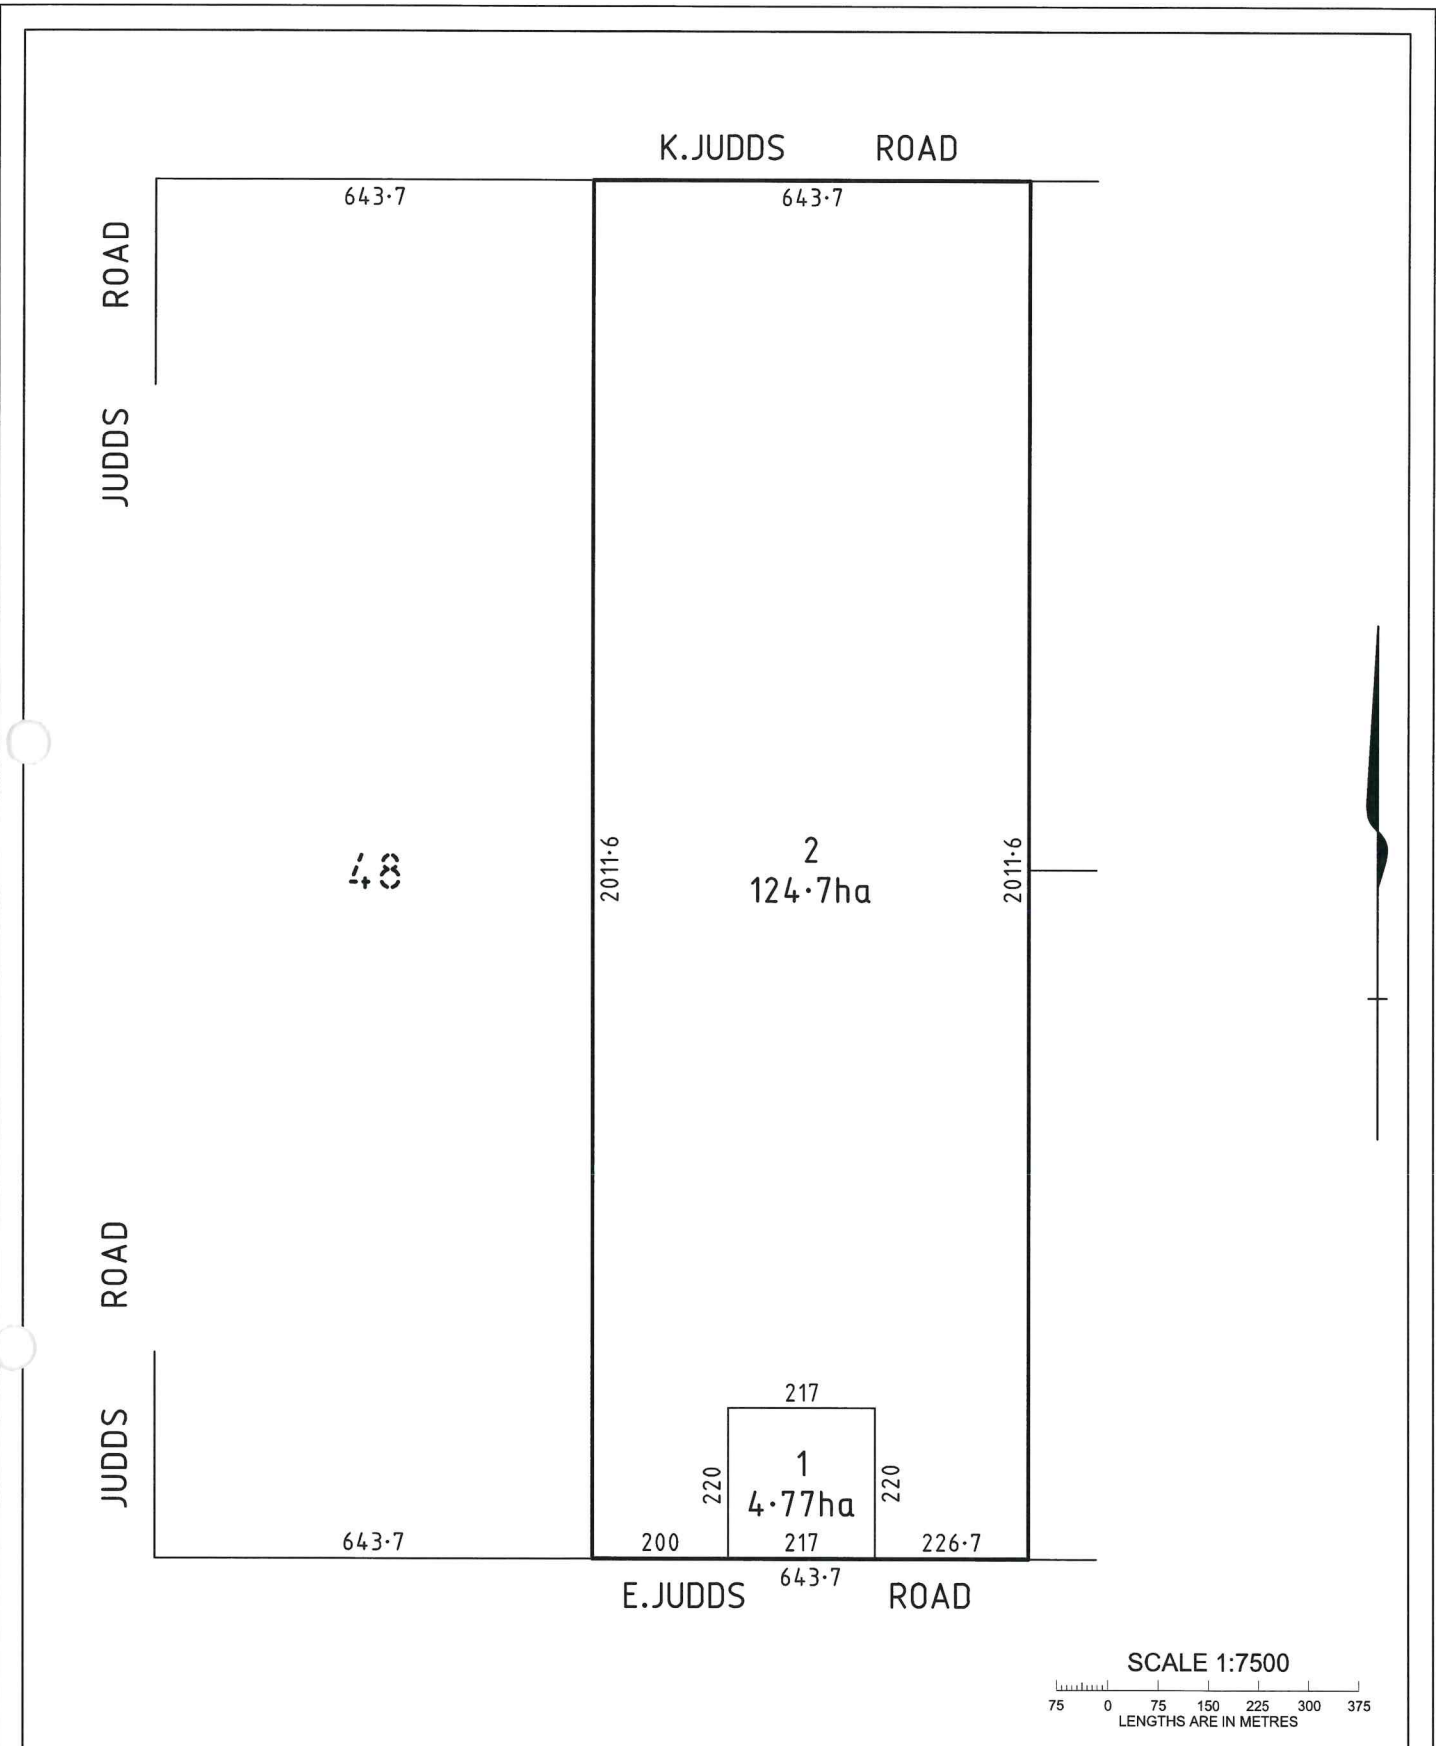 K.JUDDS ROAD
643·7
643·7
JUDDS ROAD
48
2011·6
2
124·7ha
2011·6
JUDDS ROAD
217
220
1
4·77ha
220
643·7
200
217
226·7
643·7
E.JUDDS ROAD
SCALE 1:7500
75 0 75 150 225 300 375
LENGTHS ARE IN METRES